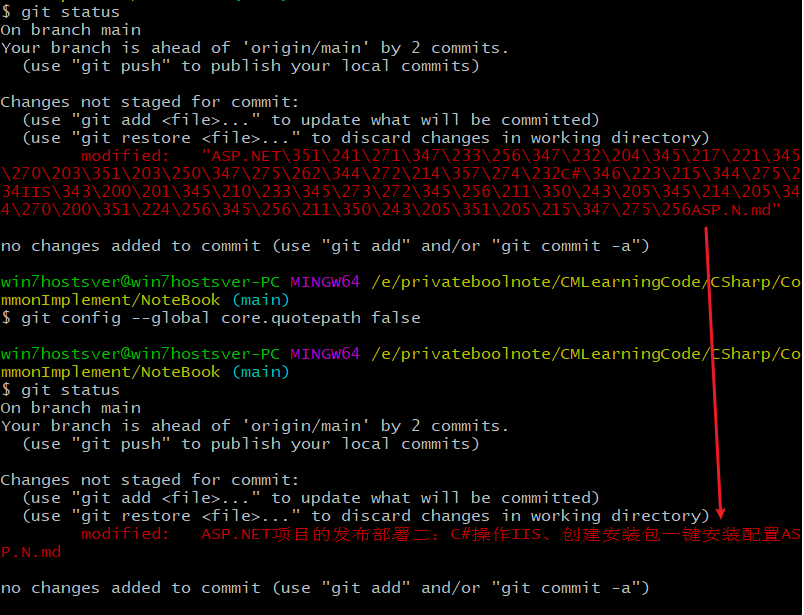 $ git status
On branch main
Your branch is ahead of 'origin/main' by 2 commits.
  (use "git push" to publish your local commits)

Changes not staged for commit:
  (use "git add <file>..." to update what will be committed)
  (use "git restore <file>..." to discard changes in working directory)
        modified:   "ASP.NET\351\241\271\347\233\256\347\232\204\345\217\221\345
\270\203\351\203\250\347\275\262\344\272\214\357\274\232C#\346\223\215\344\275\2
34IIS\343\200\201\345\210\233\345\273\272\345\256\211\350\243\205\345\214\205\34
4\270\200\351\224\256\345\256\211\350\243\205\351\205\215\347\275\256ASP.N.md"

no changes added to commit (use "git add" and/or "git commit -a")

win7hostsver@win7hostsver-PC MINGW64 /e/privateboolnote/CMLearningCode/CSharp/Co
mmonImplement/NoteBook (main)
$ git config --global core.quotepath false

win7hostsver@win7hostsver-PC MINGW64 /e/privateboolnote/CMLearningCode/CSharp/Co
mmonImplement/NoteBook (main)
$ git status
On branch main
Your branch is ahead of 'origin/main' by 2 commits.
  (use "git push" to publish your local commits)

Changes not staged for commit:
  (use "git add <file>..." to update what will be committed)
  (use "git restore <file>..." to discard changes in working directory)
        modified:   ASP.NET项目的发布部署二：C#操作IIS、创建安装包一键安装配置AS
P.N.md

no changes added to commit (use "git add" and/or "git commit -a")